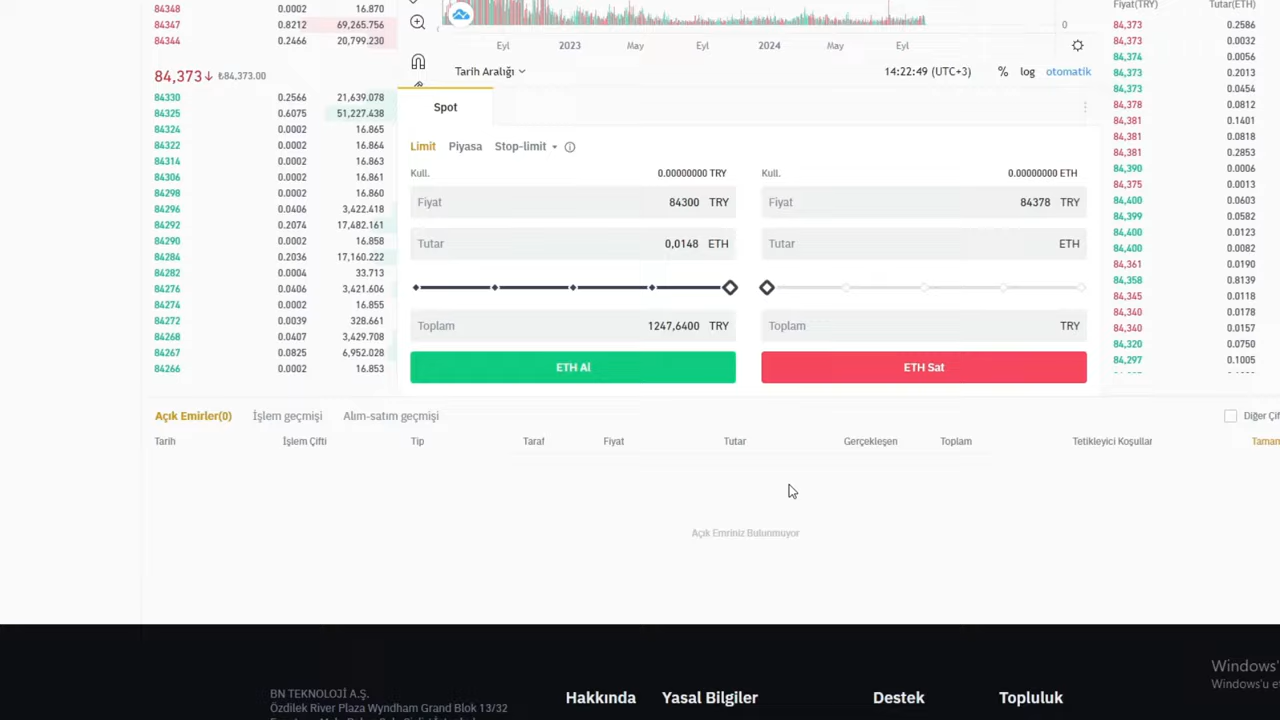 84348 0.0002 16.870
84347 0.8212 69,265.756
84344 0.2466 20,799.230
84,373↓ ₺84,373.00
84330 0.2566 21,639.078
84325 0.6075 51,227.438
84324 0.0002 16.865
84322 0.0002 16.864
84314 0.0002 16.863
84306 0.0002 16.861
84298 0.0002 16.860
84296 0.0406 3,422.418
84292 0.2074 17,482.161
84290 0.0002 16.858
84284 0.2036 17,160.222
84282 0.0004 33.713
84276 0.0406 3,421.606
84274 0.0002 16.855
84272 0.0039 328.661
84268 0.0407 3,429.708
84267 0.0825 6,952.028
84266 0.0002 16.853
0
Eyl 2023 May Eyl 2024 May Eyl
Tarih Aralığı 14:22:49 (UTC+3) % log otomatik
Spot
Limit Piyasa Stop-limit
Kull. 0.00000000 TRY
Fiyat 84300 TRY
Tutar 0,0148 ETH
Toplam 1247,6400 TRY
ETH Al
Kull. 0.00000000 ETH
Fiyat 84378 TRY
Tutar ETH
Toplam TRY
ETH Sat
Fiyat(TRY) Tutar(ETH)
84,373 0.2586
84,373 0.0032
84,374 0.0056
84,373 0.2013
84,373 0.0454
84,378 0.0812
84,381 0.1401
84,381 0.0818
84,381 0.2853
84,390 0.0006
84,375 0.0013
84,400 0.0603
84,399 0.0582
84,400 0.0123
84,400 0.0082
84,361 0.0190
84,358 0.8139
84,345 0.0118
84,340 0.0178
84,340 0.0157
84,320 0.0750
84,297 0.1005
Açık Emirler(0) İşlem geçmişi Alım-satım geçmişi Diğer Çif
Tarih İşlem Çifti Tip Taraf Fiyat Tutar Gerçekleşen Toplam Tetikleyici Koşullar Tamam
Açık Emriniz Bulunmuyor
BN TEKNOLOJİ A.Ş.
Özdilek River Plaza Wyndham Grand Blok 13/32
Hakkında Yasal Bilgiler Destek Topluluk
Windows'
Windows'u e